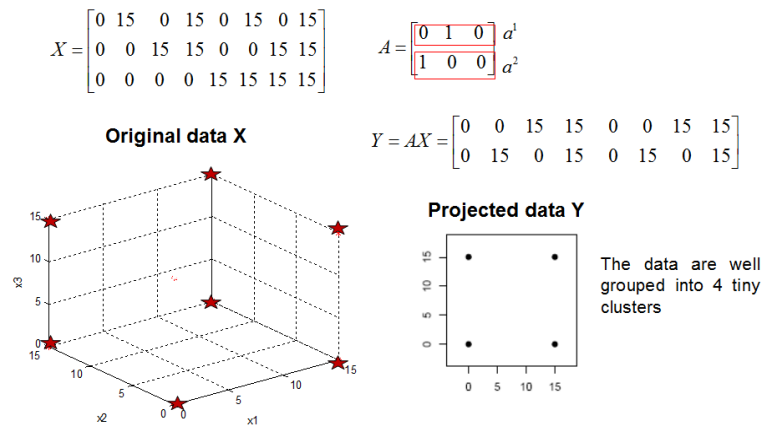 X = [0 15 0 15 0 15 0 15
0 0 15 15 0 0 15 15
0 0 0 0 15 15 15 15]
A = [0 1 0] a¹
[1 0 0] a²
Y = AX = [0 0 15 15 0 0 15 15
0 15 0 15 0 15 0 15]
Original data X
15
10
5
0
x3
15
10
5
0
x2
0
5
10
15
x1
Projected data Y
15
10
5
0
0 5 10 15
The data are well
grouped into 4 tiny
clusters